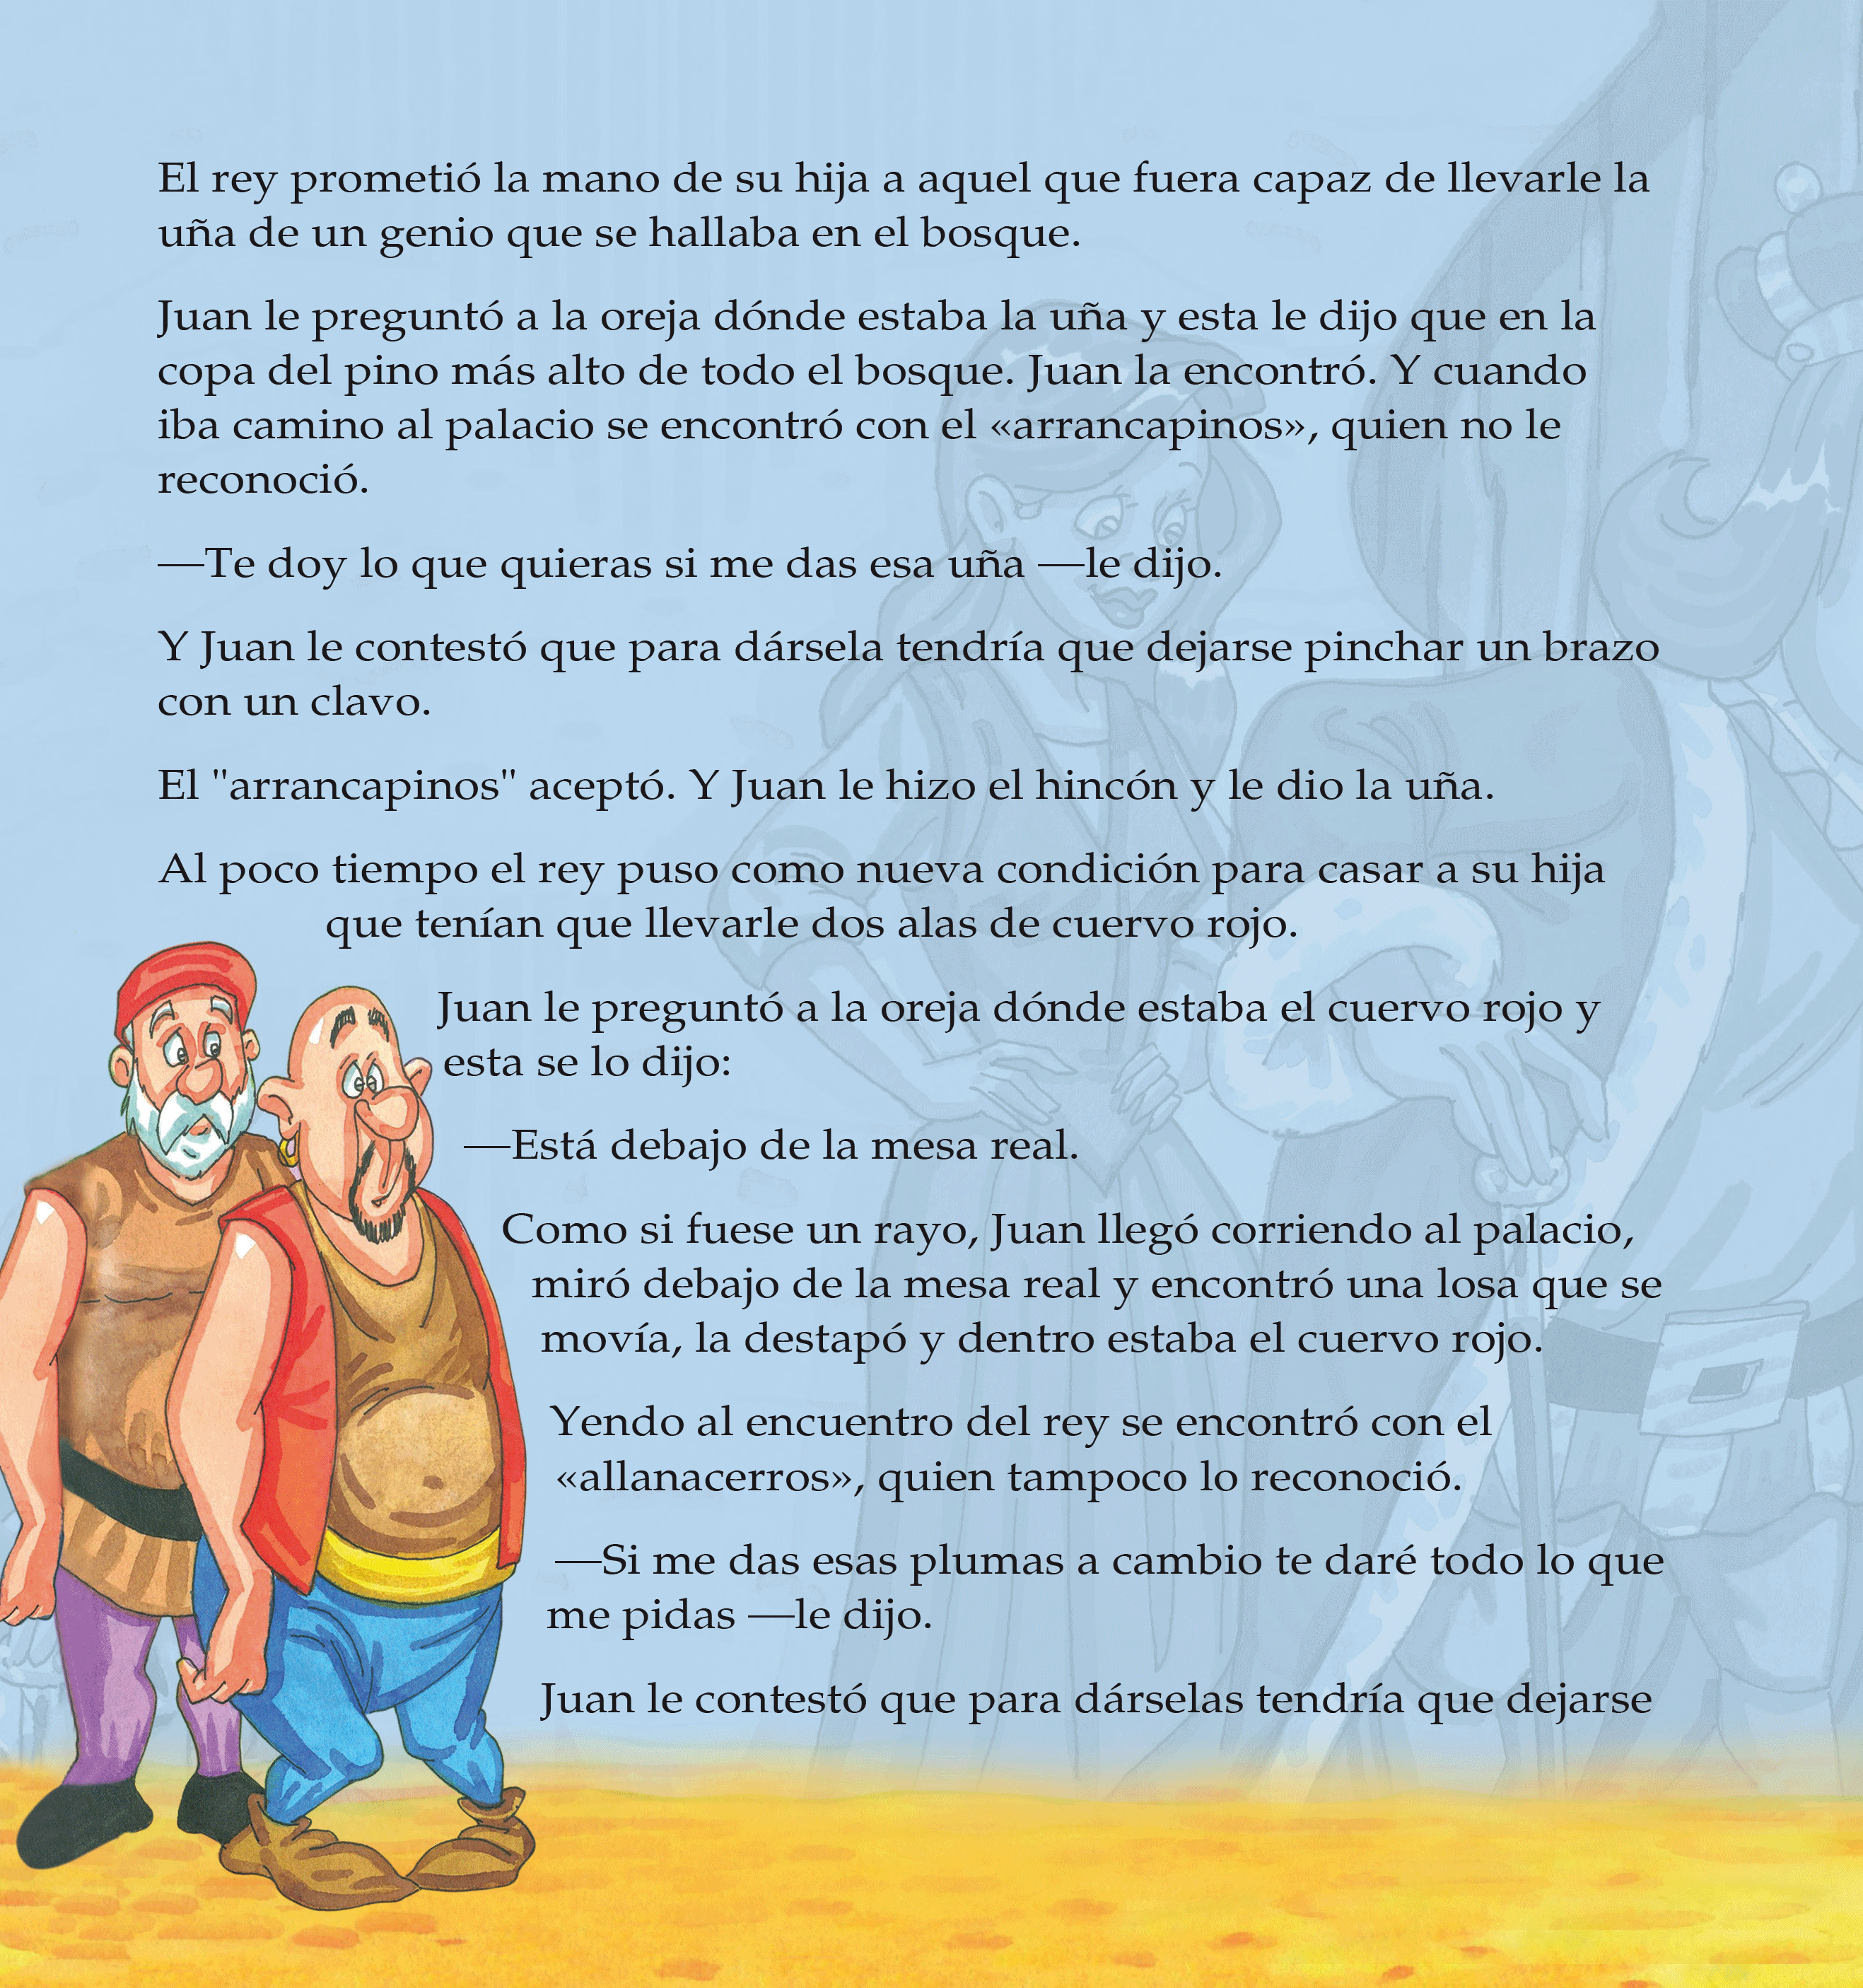 El rey prometió la mano de su hija a aquel que fuera capaz de llevarle la
uña de un genio que se hallaba en el bosque.
Juan le preguntó a la oreja dónde estaba la uña y esta le dijo que en la
copa del pino más alto de todo el bosque. Juan la encontró. Y cuando
iba camino al palacio se encontró con el «arrancapinos», quien no le
reconoció.
—Te doy lo que quieras si me das esa uña —le dijo.
Y Juan le contestó que para dársela tendría que dejarse pinchar un brazo
con un clavo.
El "arrancapinos" aceptó. Y Juan le hizo el hincón y le dio la uña.
Al poco tiempo el rey puso como nueva condición para casar a su hija
que tenían que llevarle dos alas de cuervo rojo.
Juan le preguntó a la oreja dónde estaba el cuervo rojo y
esta se lo dijo:
—Está debajo de la mesa real.
Como si fuese un rayo, Juan llegó corriendo al palacio,
miró debajo de la mesa real y encontró una losa que se
movía, la destapó y dentro estaba el cuervo rojo.
Yendo al encuentro del rey se encontró con el
«allanacerros», quien tampoco lo reconoció.
—Si me das esas plumas a cambio te daré todo lo que
me pidas —le dijo.
Juan le contestó que para dárselas tendría que dejarse